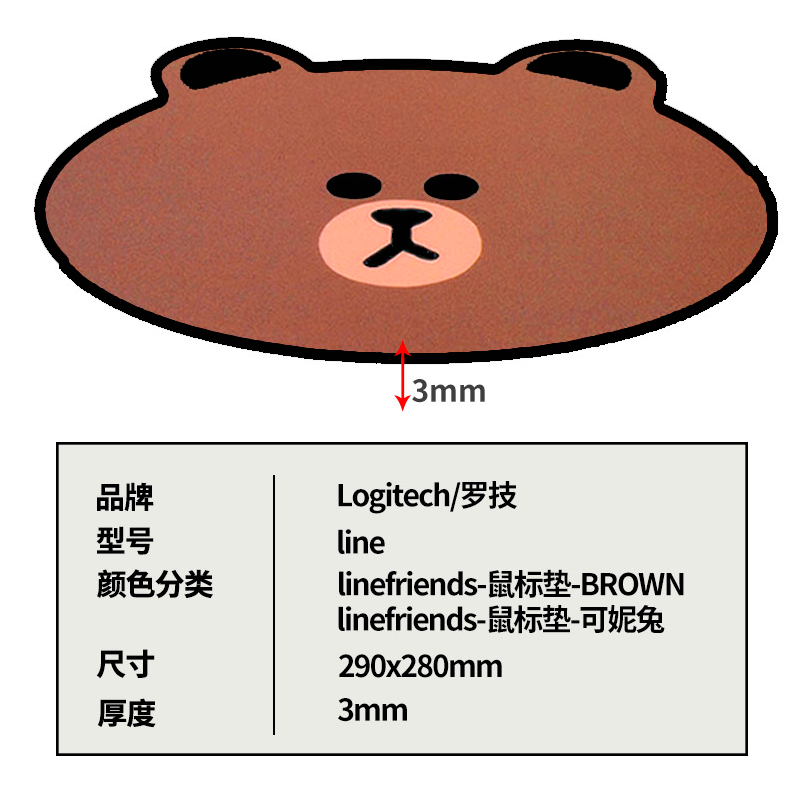 3mm
品牌 Logitech/罗技
型号 line
颜色分类 linefriends-鼠标垫-BROWN
linefriends-鼠标垫-可妮兔
尺寸 290x280mm
厚度 3mm